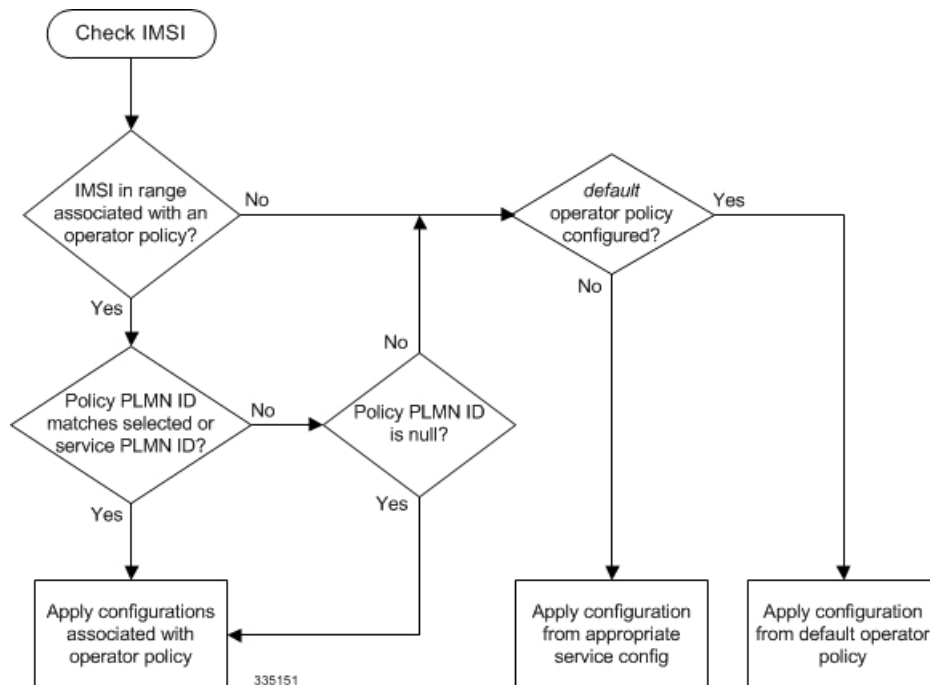 Check IMSI
IMSI in range
associated with an
operator policy?
No
Yes
default
operator policy
configured?
Yes
No
Policy PLMN ID
matches selected or
service PLMN ID?
No
Yes
No
Policy PLMN ID
is null?
Yes
Apply configurations
associated with
operator policy
Apply configuration
from appropriate
service config
Apply configuration
from default operator
policy
335151